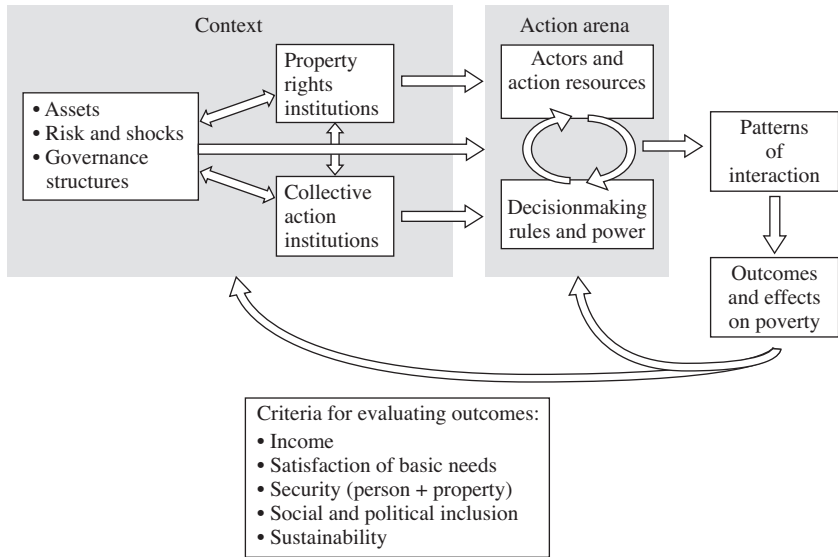 Context
Action arena
• Assets
• Risk and shocks
• Governance
structures
Property
rights
institutions
Collective
action
institutions
Actors and
action resources
Decisionmaking
rules and power
Patterns
of
interaction
Outcomes
and effects
on poverty
Criteria for evaluating outcomes:
• Income
• Satisfaction of basic needs
• Security (person + property)
• Social and political inclusion
• Sustainability